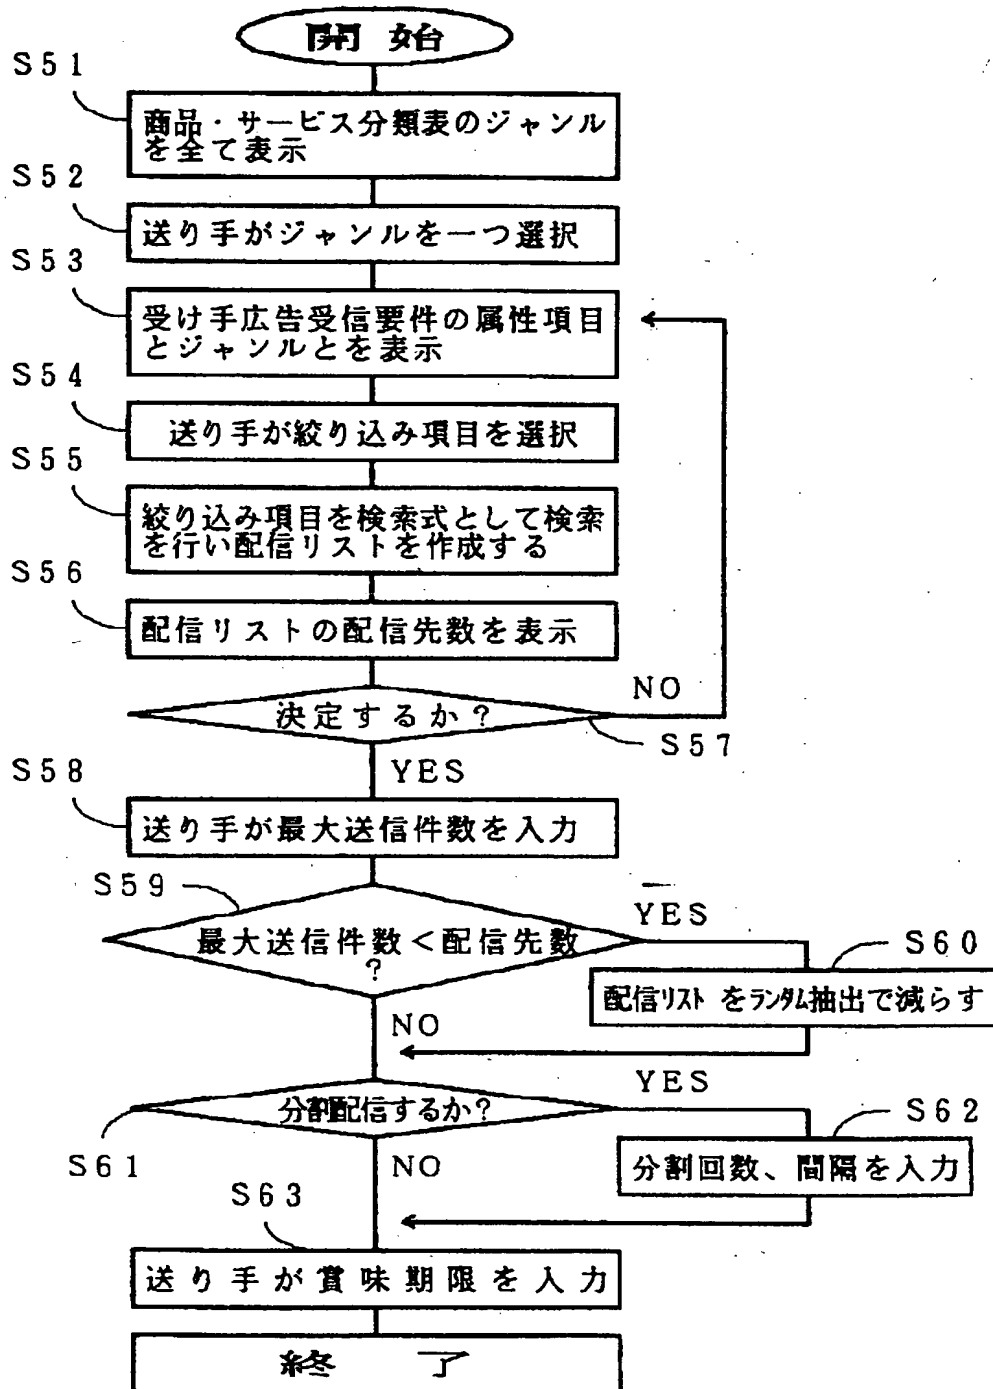 開始
S51
商品・サービス分類表のジャンル
を全て表示
S52
送り手がジャンルを一つ選択
S53
受け手広告受信要件の属性項目
とジャンルとを表示
S54
送り手が絞り込み項目を選択
S55
絞り込み項目を検索式として検索
を行い配信リストを作成する
S56
配信リストの配信先数を表示
NO
決定するか?
S57
YES
S58
送り手が最大送信件数を入力
S59
YES
最大送信件数<配信先数
?
S60
配信リスト をランダム抽出で減らす
NO
YES
分割配信するか?
S62
S61
NO
分割回数、間隔を入力
S63
送り手が賞味期限を入力
終了